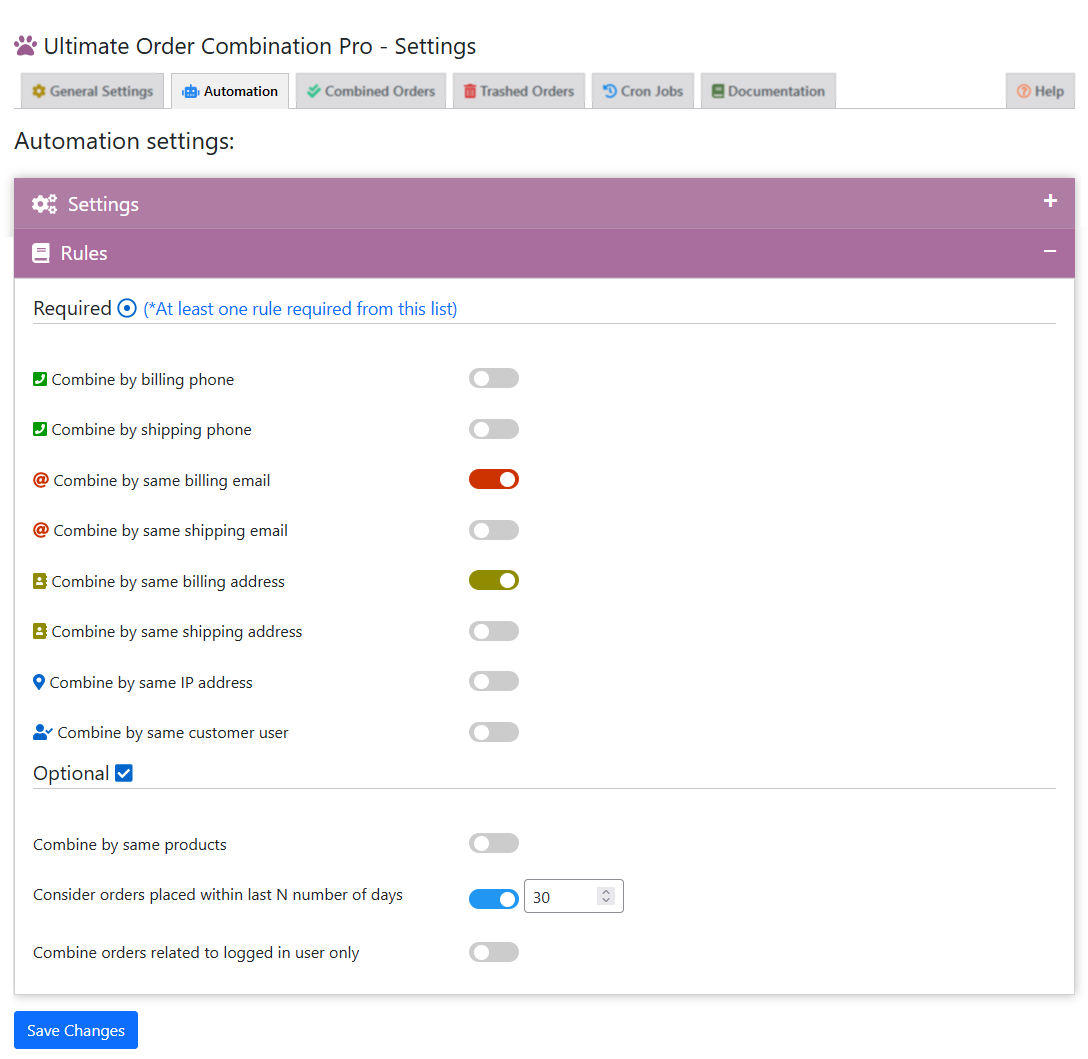 Ultimate Order Combination Pro - Settings
General Settings Automation Combined Orders Trashed Orders Cron Jobs Documentation Help
Automation settings:
Settings
Rules
Required (*At least one rule required from this list)
Combine by billing phone
Combine by shipping phone
Combine by same billing email
Combine by same shipping email
Combine by same billing address
Combine by same shipping address
Combine by same IP address
Combine by same customer user
Optional
Combine by same products
Consider orders placed within last N number of days 30
Combine orders related to logged in user only
Save Changes